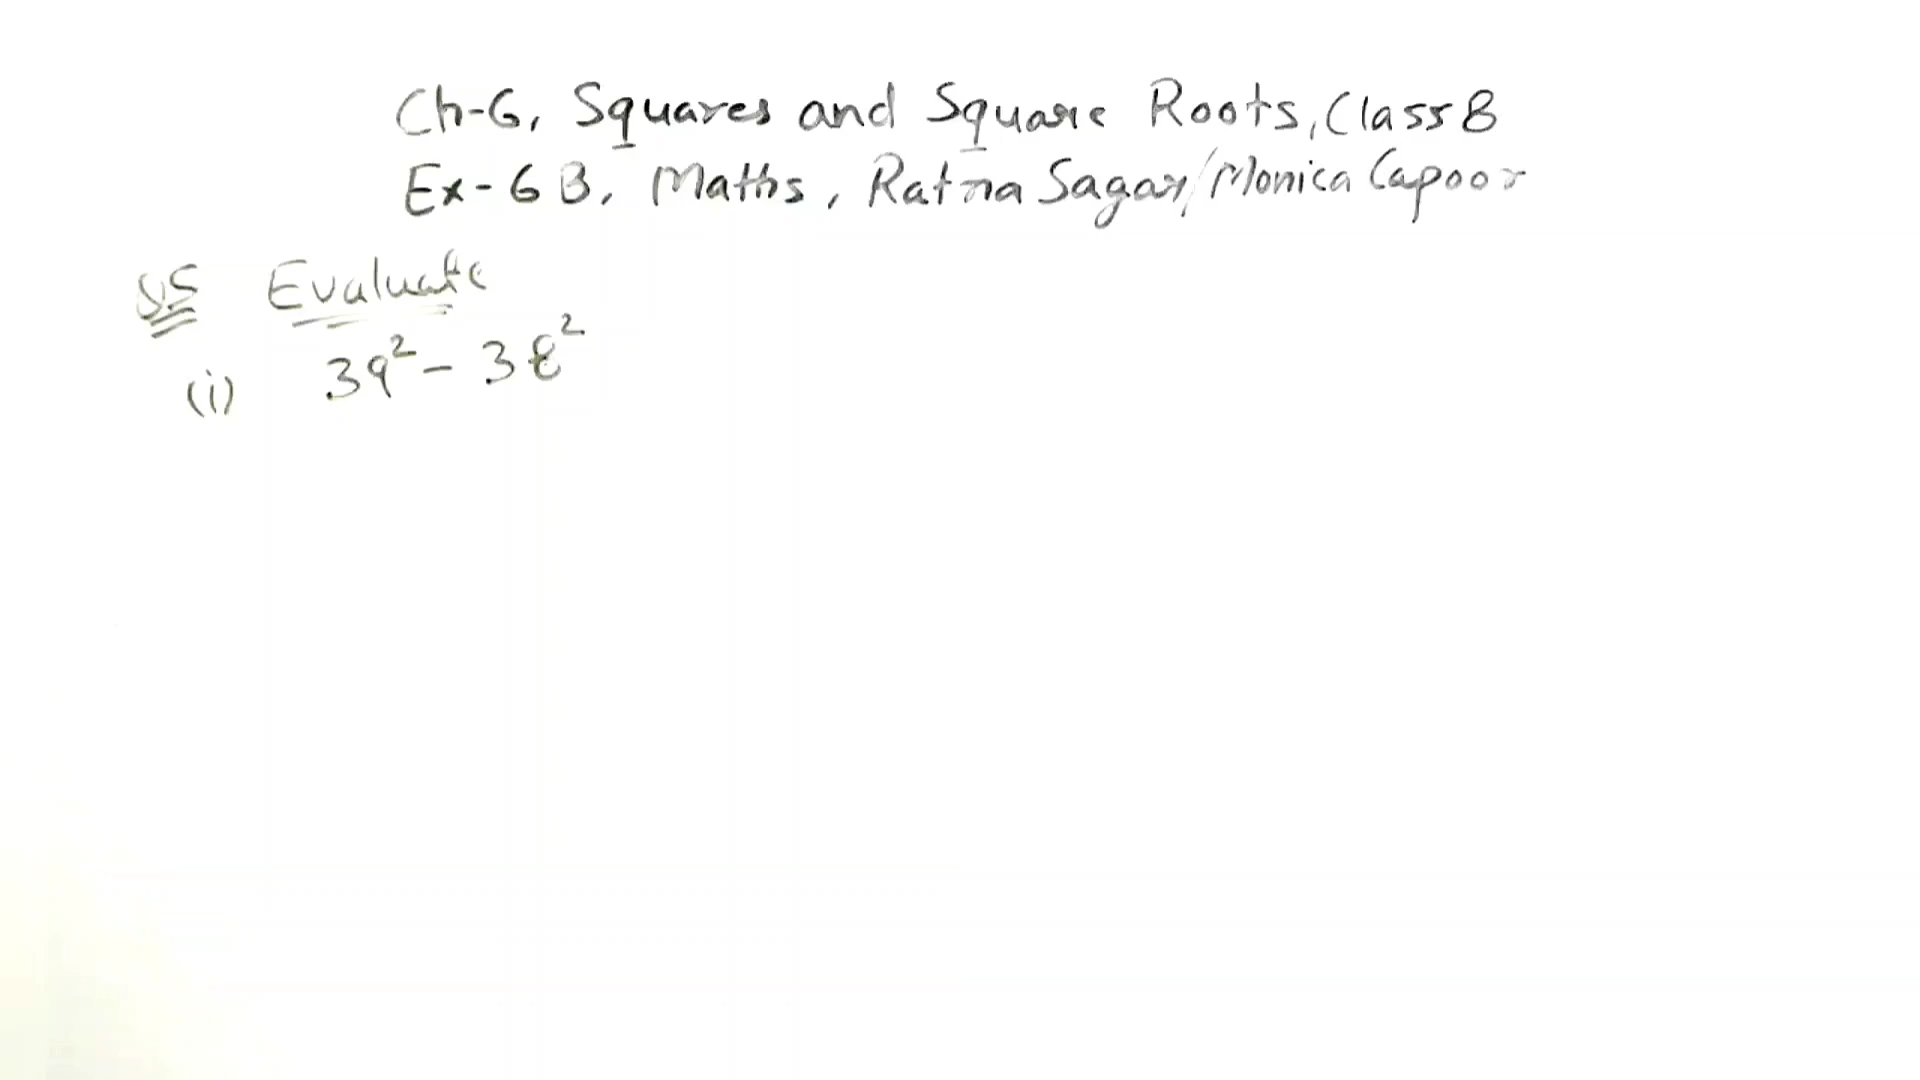 Ch-6, Squares and Square Roots, Class 8
Ex-6B, Maths, Ratna Sagar/Monica Capoor
Q5 Evaluate
(i) 39² - 38²